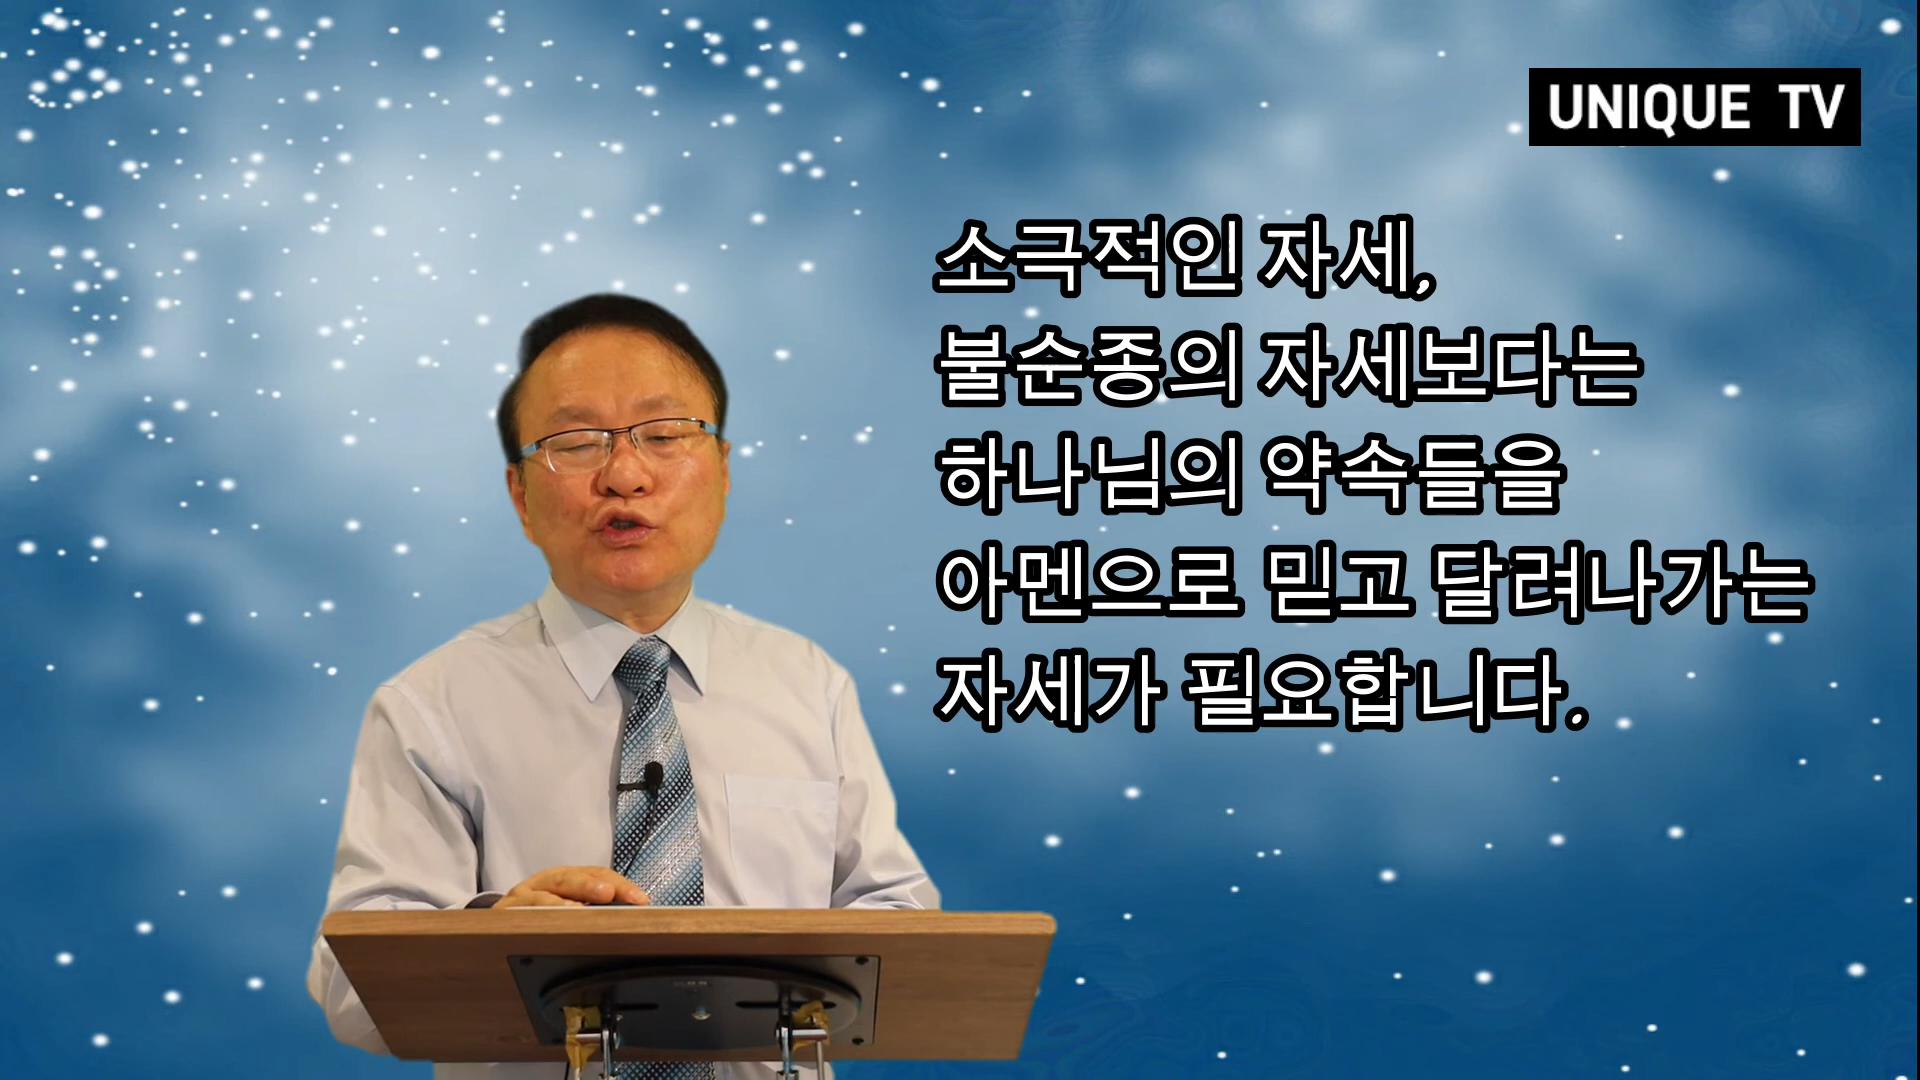 UNIQUE TV
소극적인 자세,
불순종의 자세보다는
하나님의 약속들을
아멘으로 믿고 달려나가는
자세가 필요합니다.